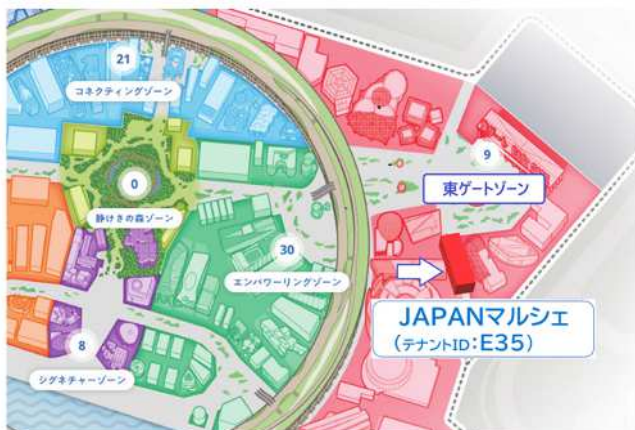 21
コネクティングゾーン
9
東ゲートゾーン
0
静けさの森ゾーン
30
エンパワーリングゾーン
JAPANマルシェ
(テナントID:E35)
8
シグネチャーゾーン